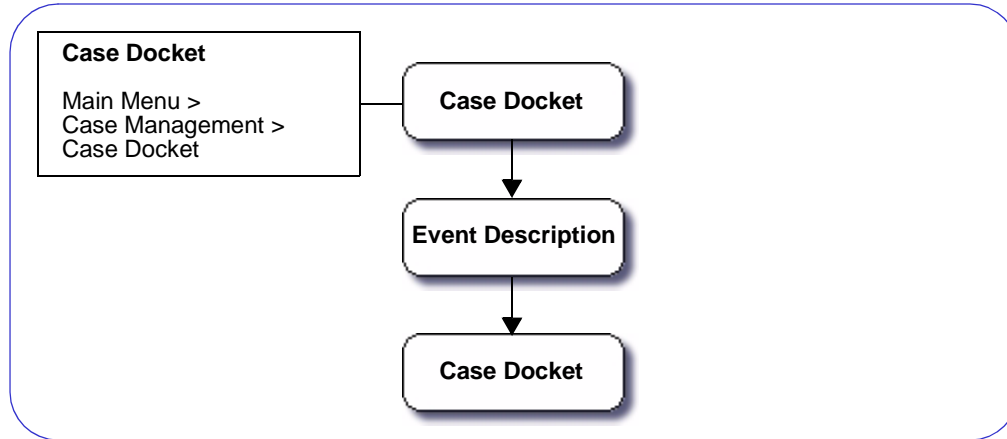 Case Docket
Main Menu >
Case Management >
Case Docket
Case Docket
Event Description
Case Docket